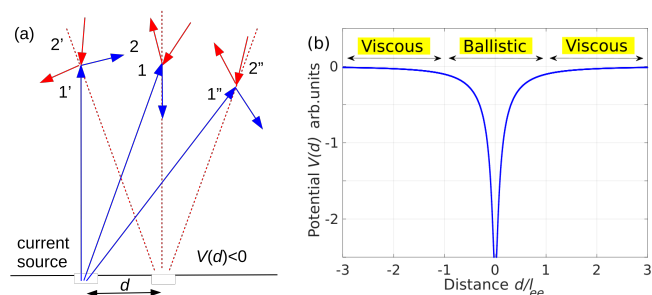 (a)
2'
2
1
2"
1'
1"
current
source
V(d)<0
d
(b)
Viscous
Ballistic
Viscous
Potential V(d) arb.units
0
-1
-2
-3
-2
-1
0
1
2
3
Distance d/ee